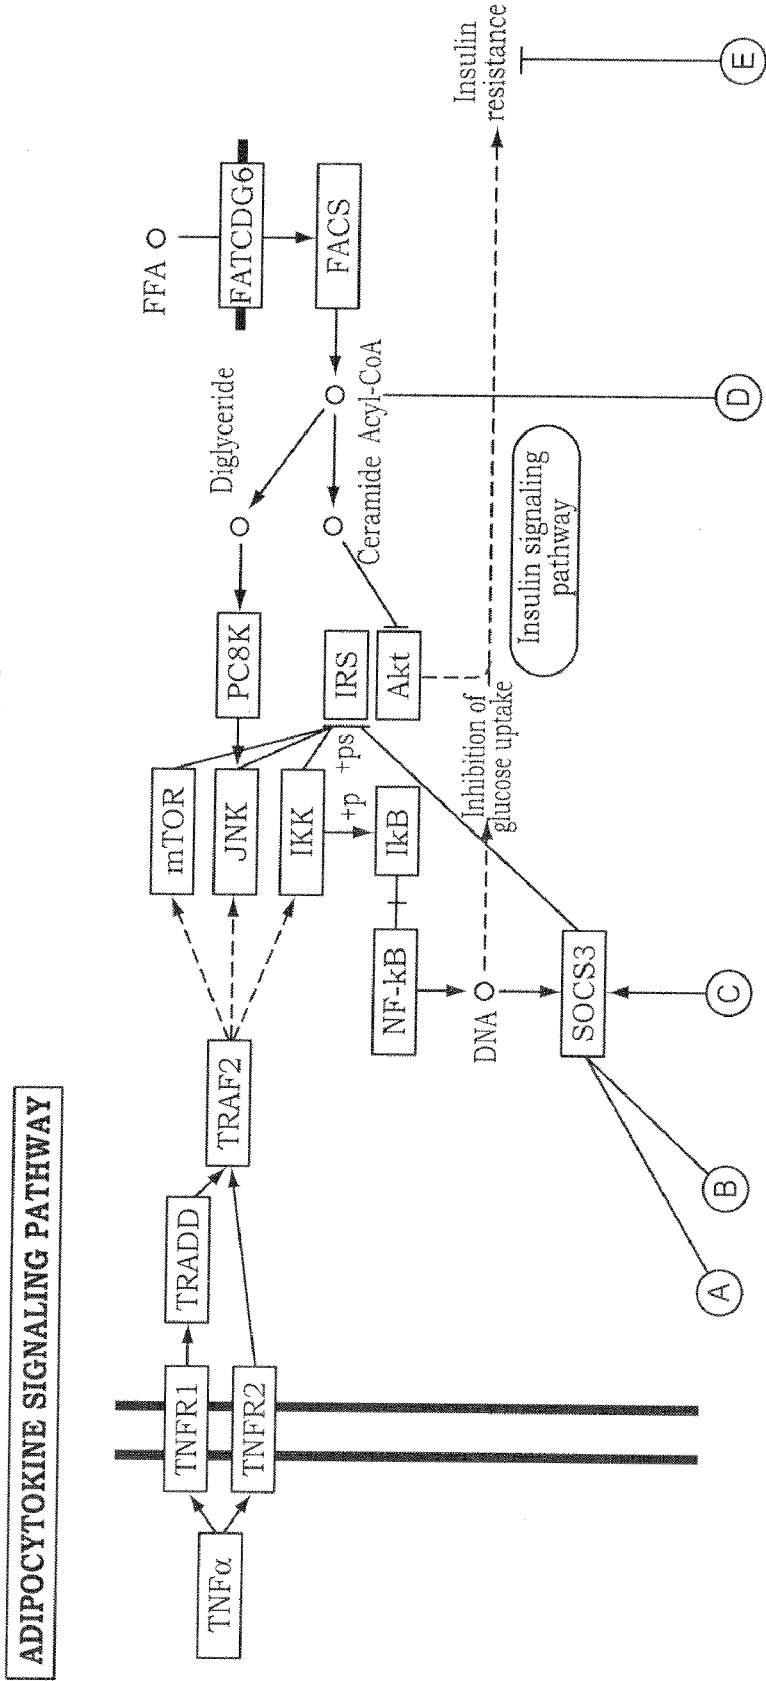 ADIPOCYTOKINE SIGNALING PATHWAY
TNFα
TNFR1
TNFR2
TRADD
TRAF2
mTOR
JNK
IKK
PC8K
Diglyceride
FFA
FATCDG6
FACS
IRS
Akt
Ceramide Acyl-CoA
+p
+ps
NF-kB
IkB
DNA
Inhibition of
glucose uptake
Insulin signaling
pathway
Insulin
resistance
SOCS3
A
B
C
D
E